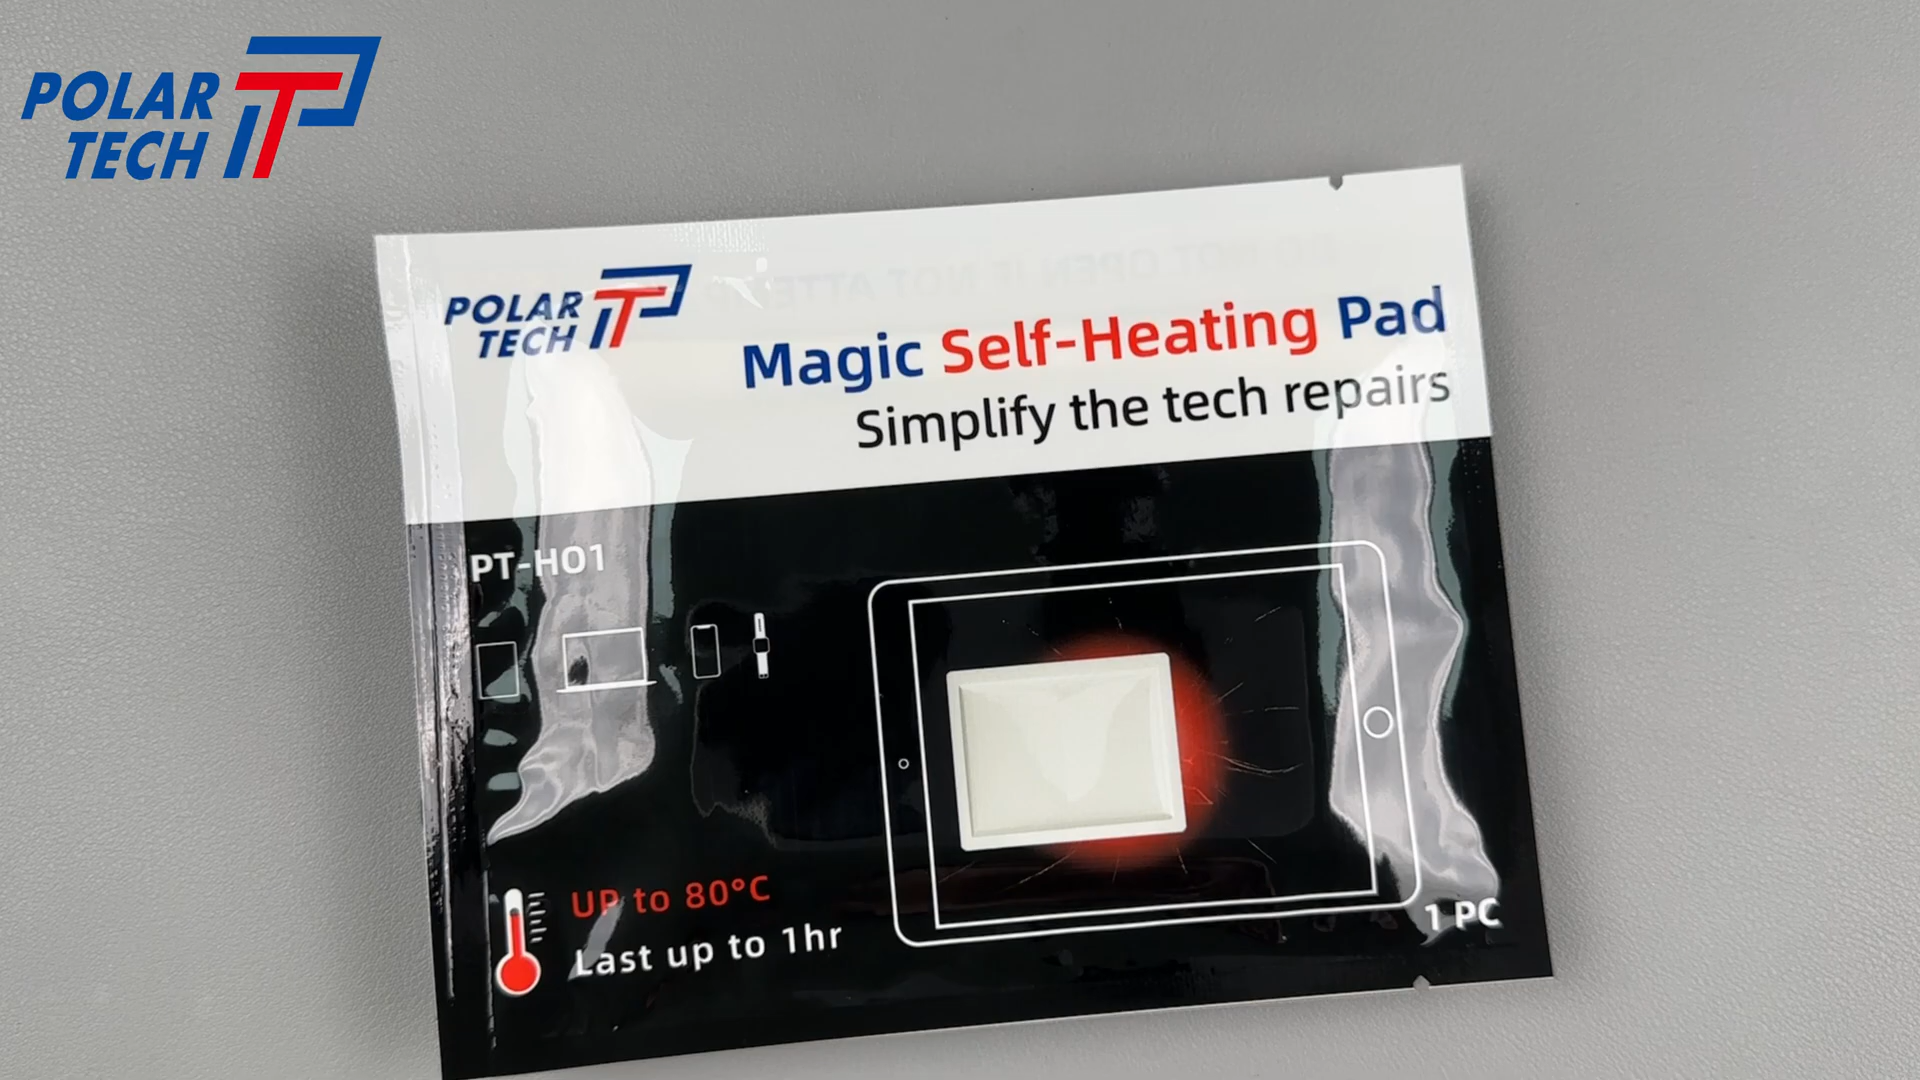 POLAR
TECH
POLAR
TECH
Magic Self-Heating Pad
Simplify the tech repairs
PT-H01
UP to 80°C
Last up to 1hr
1 PC